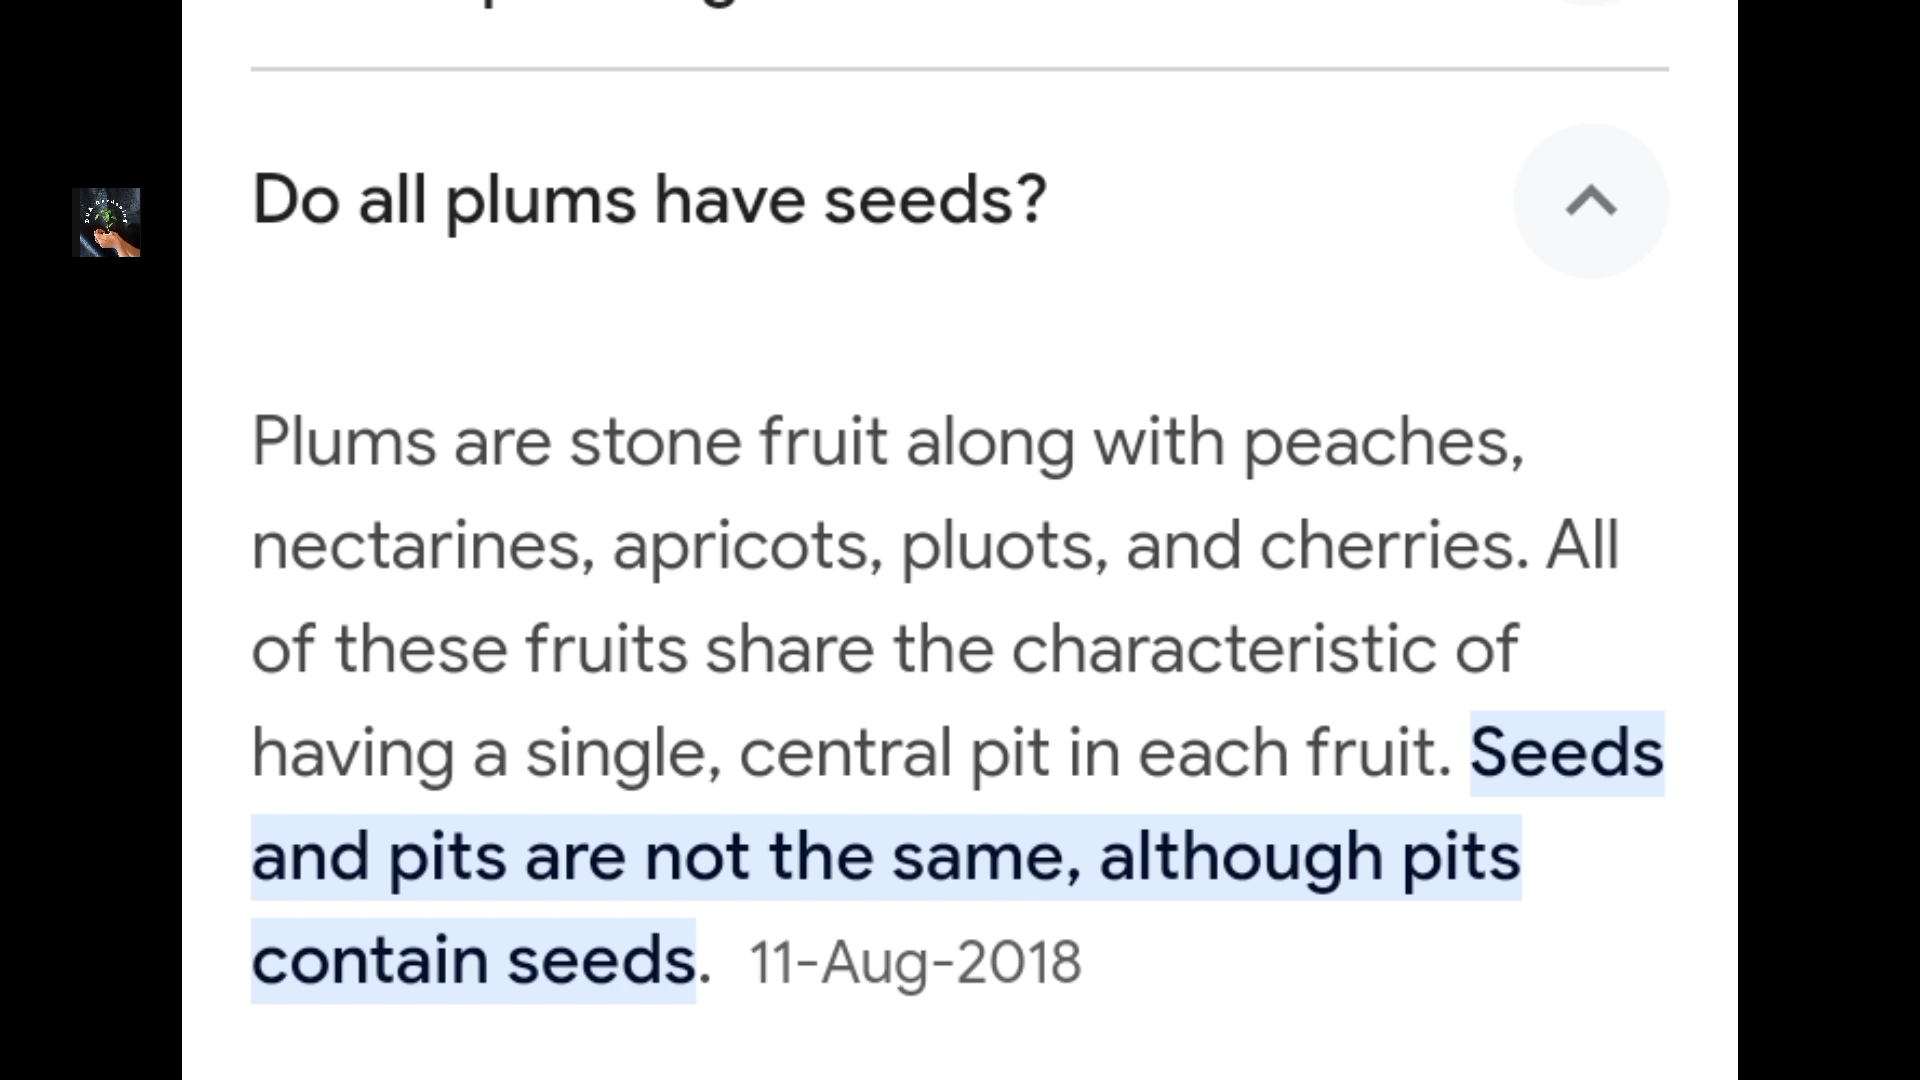 Do all plums have seeds?
Plums are stone fruit along with peaches,
nectarines, apricots, pluots, and cherries. All
of these fruits share the characteristic of
having a single, central pit in each fruit. Seeds
and pits are not the same, although pits
contain seeds. 11-Aug-2018